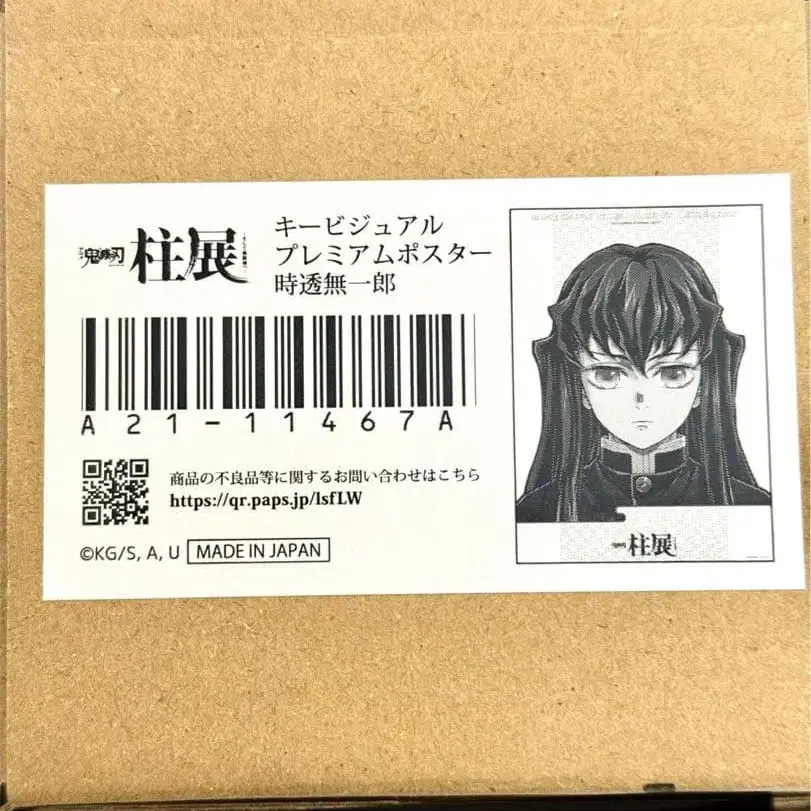 鬼滅の刃 柱展
キービジュアル
プレミアムポスター
時透無一郎
A21-11467A
商品の不良品等に関するお問い合わせはこちら
https://qr.paps.jp/lsfLW
©KG/S, A, U MADE IN JAPAN
柱展